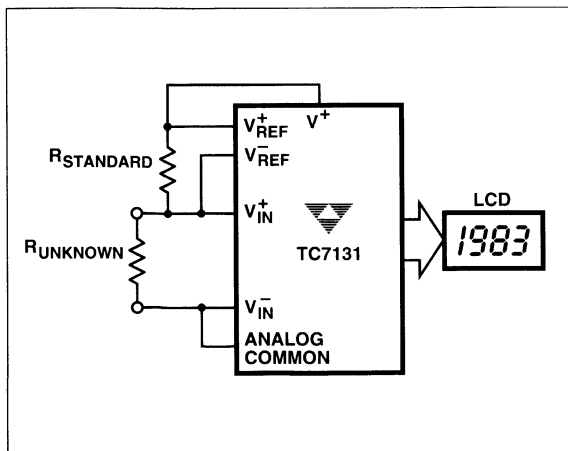 V+REF
V+
RSTANDARD
V-REF
LCD
V+IN
1983
RUNKNOWN
TC7131
V-IN
ANALOG
COMMON